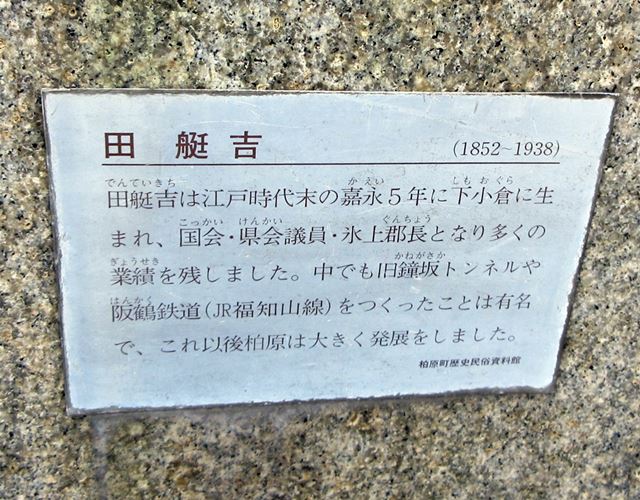 田 艇 吉 (1852~1938)
でんていきち かえい しもおぐら
田艇吉は江戸時代末の嘉永5年に下小倉に生
こっかい けんかい ぐんちょう
まれ、国会・県会議員・氷上郡長となり多くの
ぎょうせき かねがさか
業績を残しました。中でも旧鐘坂トンネルや
はんかく
阪鶴鉄道(JR福知山線)をつくったことは有名
で、これ以後柏原は大きく発展をしました。
柏原町歴史民俗資料館